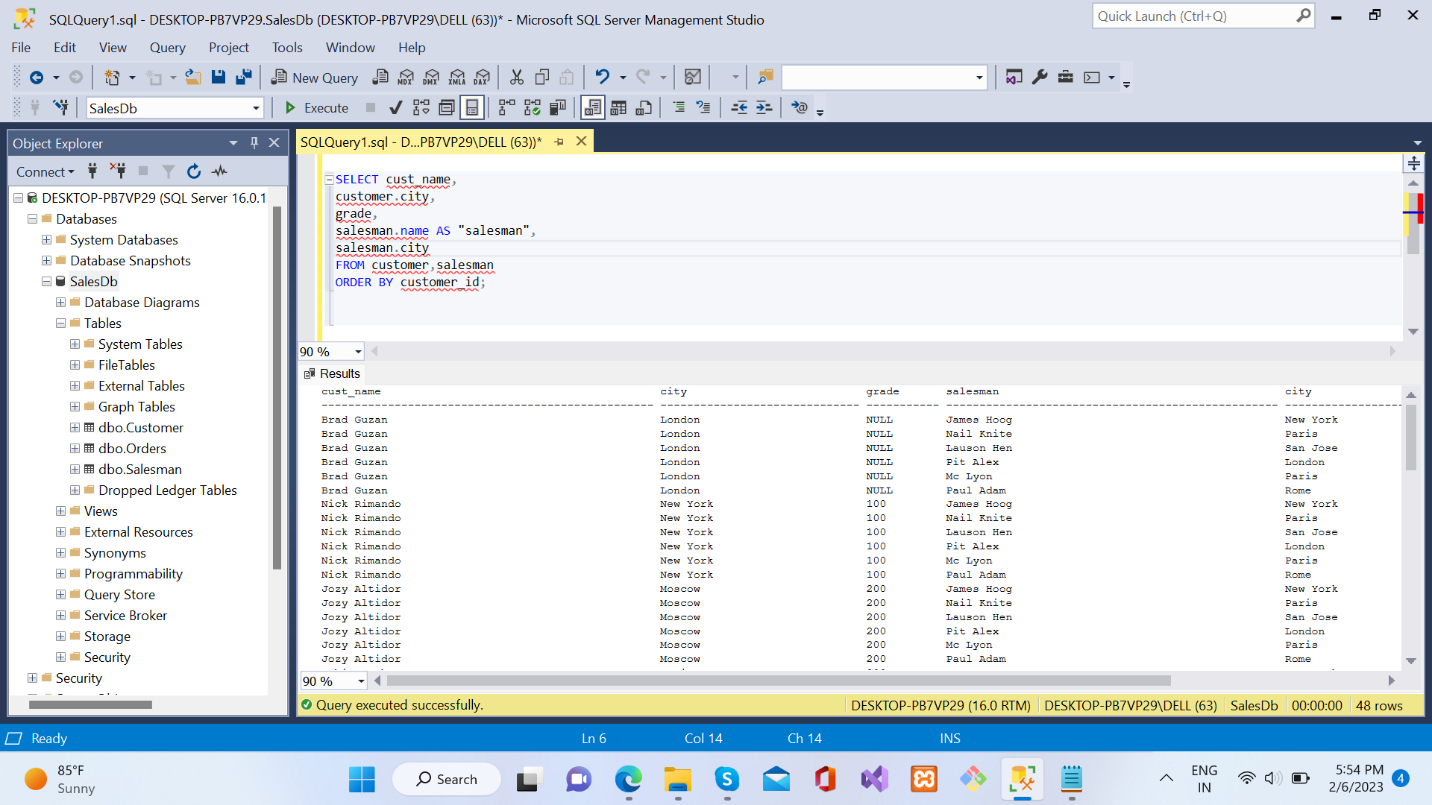 SQLQuery1.sql - DESKTOP-PB7VP29.SalesDb (DESKTOP-PB7VP29\DELL (63))* - Microsoft SQL Server Management Studio
Quick Launch (Ctrl+Q)
File Edit View Query Project Tools Window Help
New Query MDX DMX XMLA DAX
SalesDb Execute
Object Explorer
Connect
DESKTOP-PB7VP29 (SQL Server 16.0.1
Databases
System Databases
Database Snapshots
SalesDb
Database Diagrams
Tables
System Tables
FileTables
External Tables
Graph Tables
dbo.Customer
dbo.Orders
dbo.Salesman
Dropped Ledger Tables
Views
External Resources
Synonyms
Programmability
Query Store
Service Broker
Storage
Security
Security
SQLQuery1.sql - D...PB7VP29\DELL (63))*
SELECT cust_name,
customer.city,
grade,
salesman.name AS "salesman",
salesman.city
FROM customer,salesman
ORDER BY customer_id;
90 %
Results
cust_name city grade salesman city
Brad Guzan London NULL James Hoog New York
Brad Guzan London NULL Nail Knite Paris
Brad Guzan London NULL Lauson Hen San Jose
Brad Guzan London NULL Pit Alex London
Brad Guzan London NULL Mc Lyon Paris
Brad Guzan London NULL Paul Adam Rome
Nick Rimando New York 100 James Hoog New York
Nick Rimando New York 100 Nail Knite Paris
Nick Rimando New York 100 Lauson Hen San Jose
Nick Rimando New York 100 Pit Alex London
Nick Rimando New York 100 Mc Lyon Paris
Nick Rimando New York 100 Paul Adam Rome
Jozy Altidor Moscow 200 James Hoog New York
Jozy Altidor Moscow 200 Nail Knite Paris
Jozy Altidor Moscow 200 Lauson Hen San Jose
Jozy Altidor Moscow 200 Pit Alex London
Jozy Altidor Moscow 200 Mc Lyon Paris
Jozy Altidor Moscow 200 Paul Adam Rome
90 %
Query executed successfully. DESKTOP-PB7VP29 (16.0 RTM) DESKTOP-PB7VP29\DELL (63) SalesDb 00:00:00 48 rows
Ready Ln 6 Col 14 Ch 14 INS
85°F
Sunny
Search
ENG
IN
5:54 PM
2/6/2023
4